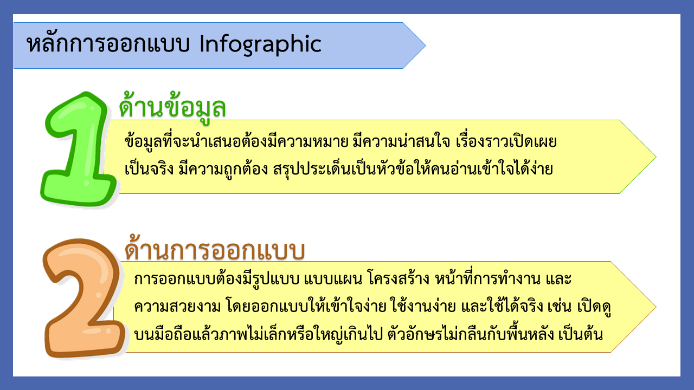 หลักการออกแบบ Infographic
1
ด้านข้อมูล
ข้อมูลที่จะนำเสนอต้องมีความหมาย มีความน่าสนใจ เรื่องราวเปิดเผย
เป็นจริง มีความถูกต้อง สรุปประเด็นเป็นหัวข้อให้คนอ่านเข้าใจได้ง่าย
2
ด้านการออกแบบ
การออกแบบต้องมีรูปแบบ แบบแผน โครงสร้าง หน้าที่การทำงาน และ
ความสวยงาม โดยออกแบบให้เข้าใจง่าย ใช้งานง่าย และใช้ได้จริง เช่น เปิดดู
บนมือถือแล้วภาพไม่เล็กหรือใหญ่เกินไป ตัวอักษรไม่กลืนกับพื้นหลัง เป็นต้น